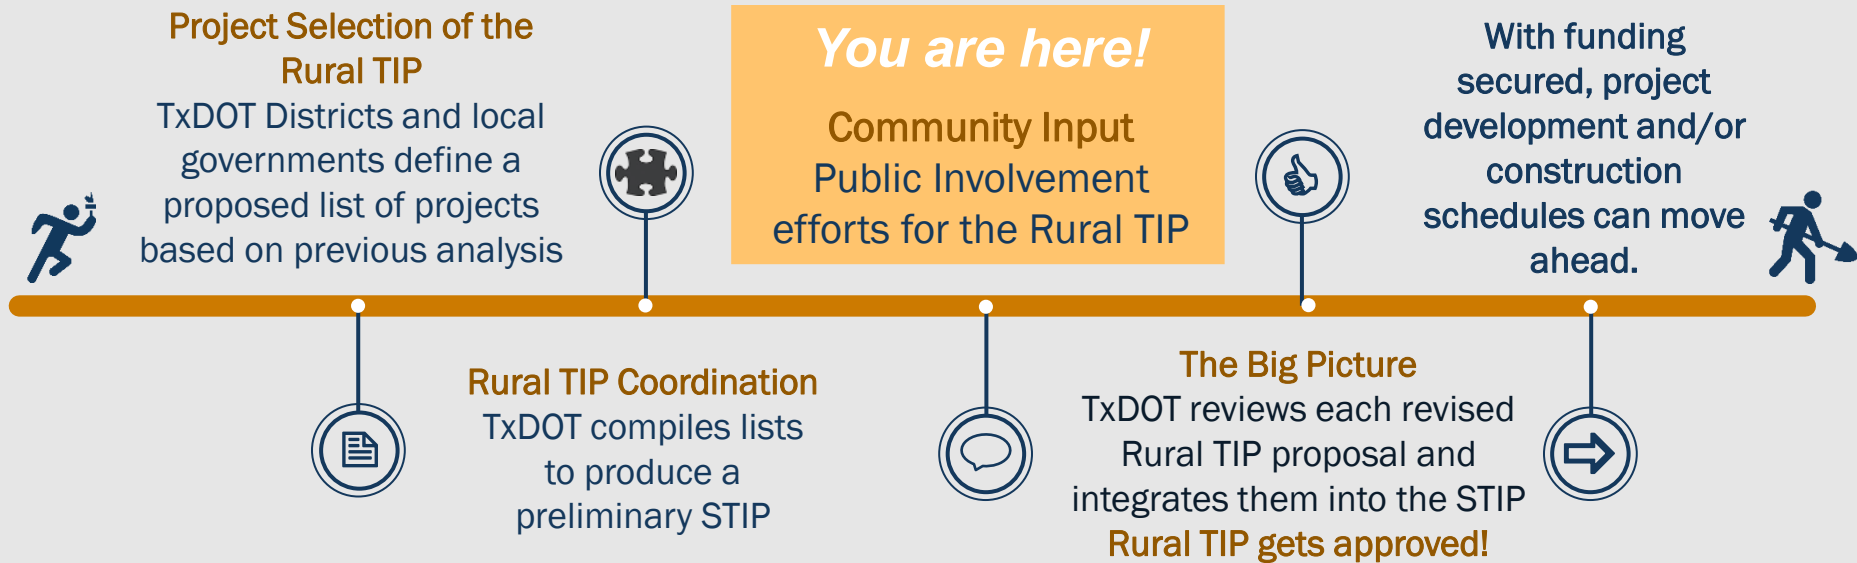 Project Selection of the
Rural TIP
TxDOT Districts and local
governments define a
proposed list of projects
based on previous analysis
Rural TIP Coordination
TxDOT compiles lists
to produce a
preliminary STIP
You are here!
Community Input
Public Involvement
efforts for the Rural TIP
The Big Picture
TxDOT reviews each revised
Rural TIP proposal and
integrates them into the STIP
Rural TIP gets approved!
With funding
secured, project
development and/or
construction
schedules can move
ahead.